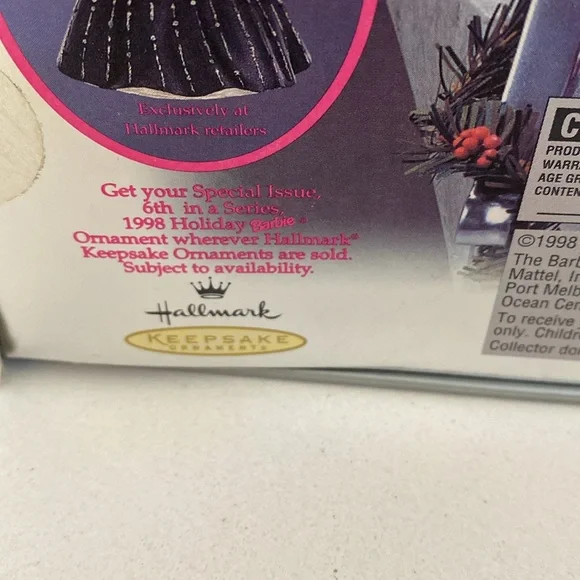 Exclusively at
Hallmark retailers
Get your Special Issue,
6th in a Series,
1998 Holiday Barbie
Ornament wherever Hallmark®
Keepsake Ornaments are sold.
Subject to availability.
Hallmark
KEEPSAKE
ORNAMENTS
C
PROD
WARR
AGE GR
CONTEN
©1998
The Barb
Mattel, In
Port Melb
Ocean Cen
To receive
only. Childre
Collector do